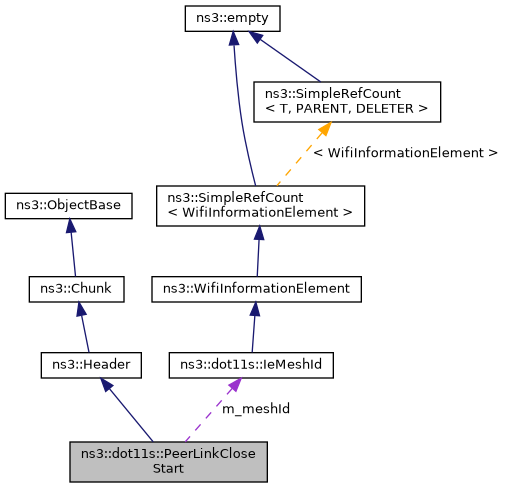 ns3::empty
ns3::SimpleRefCount
< T, PARENT, DELETER >
< WifiInformationElement >
ns3::SimpleRefCount
< WifiInformationElement >
ns3::ObjectBase
ns3::Chunk
ns3::WifiInformationElement
ns3::Header
ns3::dot11s::IeMeshId
m_meshId
ns3::dot11s::PeerLinkClose
Start